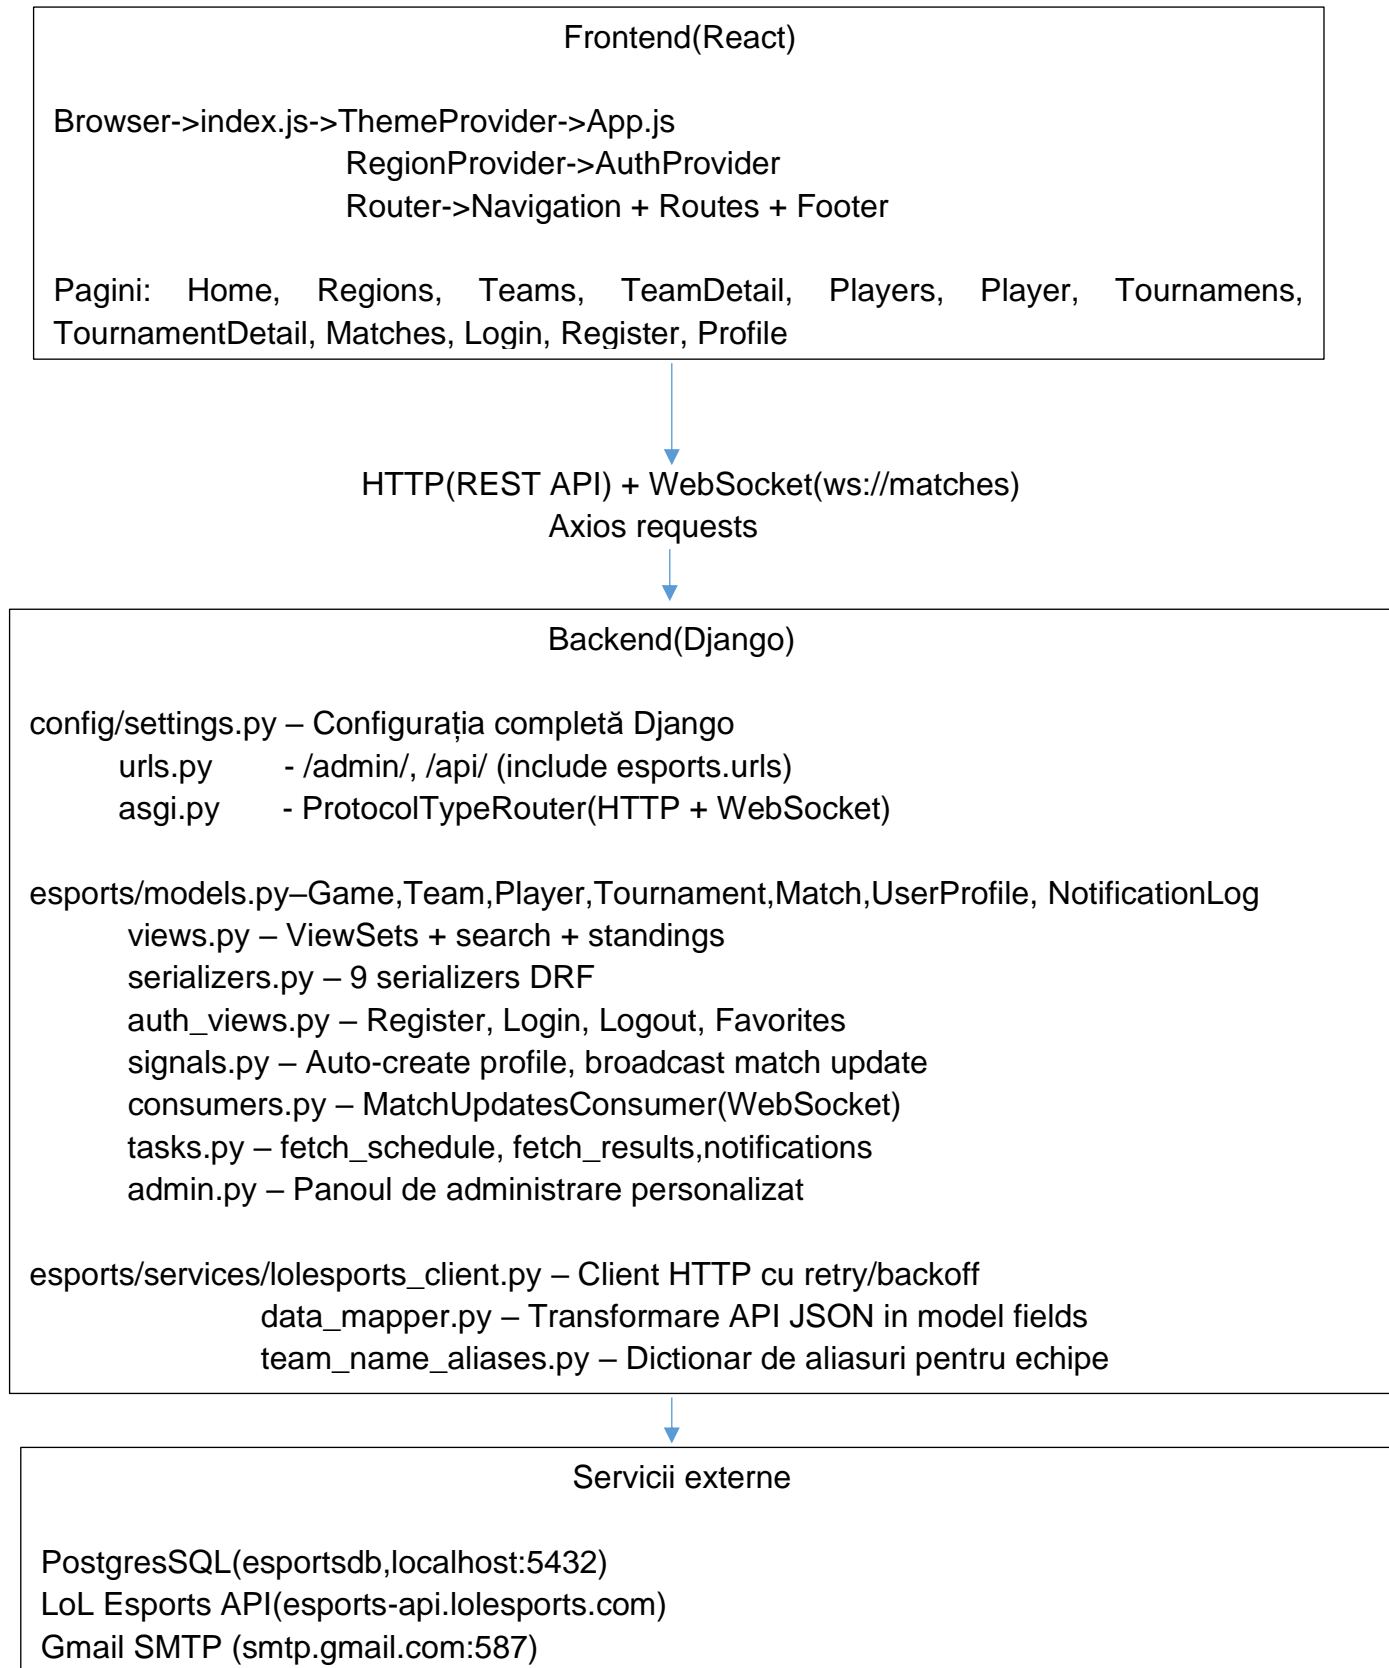 Frontend(React)
Browser->index.js->ThemeProvider->App.js
RegionProvider->AuthProvider
Router->Navigation + Routes + Footer
Pagini: Home, Regions, Teams, TeamDetail, Players, Player, Tournamens,
TournamentDetail, Matches, Login, Register, Profile
HTTP(REST API) + WebSocket(ws://matches)
Axios requests
Backend(Django)
config/settings.py – Configurația completă Django
urls.py - /admin/, /api/ (include esports.urls)
asgi.py - ProtocolTypeRouter(HTTP + WebSocket)
esports/models.py–Game,Team,Player,Tournament,Match,UserProfile, NotificationLog
views.py – ViewSets + search + standings
serializers.py – 9 serializers DRF
auth_views.py – Register, Login, Logout, Favorites
signals.py – Auto-create profile, broadcast match update
consumers.py – MatchUpdatesConsumer(WebSocket)
tasks.py – fetch_schedule, fetch_results,notifications
admin.py – Panoul de administrare personalizat
esports/services/lolesports_client.py – Client HTTP cu retry/backoff
data_mapper.py – Transformare API JSON in model fields
team_name_aliases.py – Dictionar de aliasuri pentru echipe
Servicii externe
PostgresSQL(esportsdb,localhost:5432)
LoL Esports API(esports-api.lolesports.com)
Gmail SMTP (smtp.gmail.com:587)